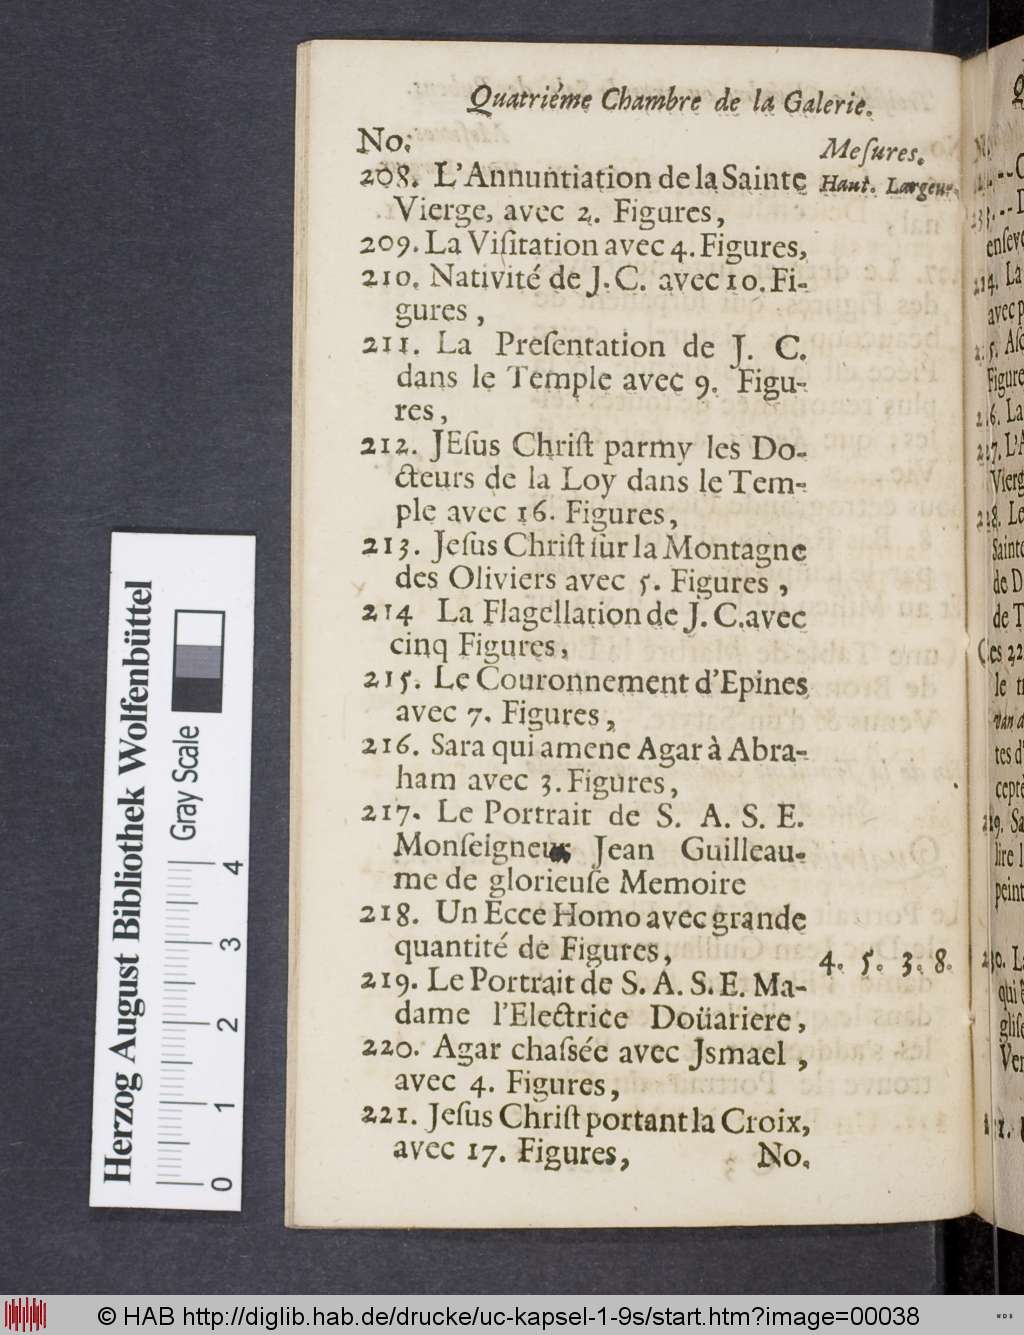 Quatriéme Chambre de la Galerie.
No.
Meſures.
Haut. Largeur.
208. L'Annuntiation de la Sainte
Vierge, avec 2. Figures,
209. La Viſitation avec 4. Figures,
210. Nativité de J. C. avec 10. Fi-
gures,
211. La Preſentation de J. C.
dans le Temple avec 9. Figu-
res,
212. JEſus Chriſt parmy les Do-
cteurs de la Loy dans le Tem-
ple avec 16. Figures,
213. Jeſus Chriſt ſur la Montagne
des Oliviers avec 5. Figures,
214 La Flagellation de J. C. avec
cinq Figures,
215. Le Couronnement d'Epines
avec 7. Figures,
216. Sara qui amene Agar à Abra-
ham avec 3. Figures,
217. Le Portrait de S. A. S. E.
Monſeigneur Jean Guilleau-
me de glorieuſe Memoire
218. Un Ecce Homo avec grande
quantité de Figures,
4. 5. 3. 8.
219. Le Portrait de S. A. S. E. Ma-
dame l'Electrice Doüariere,
220. Agar chaſsée avec Jsmael,
avec 4. Figures,
221. Jeſus Chriſt portant la Croix,
avec 17. Figures,
No.
Herzog August Bibliothek Wolfenbüttel
Gray Scale
0 1 2 3 4
© HAB http://diglib.hab.de/drucke/uc-kapsel-1-9s/start.htm?image=00038